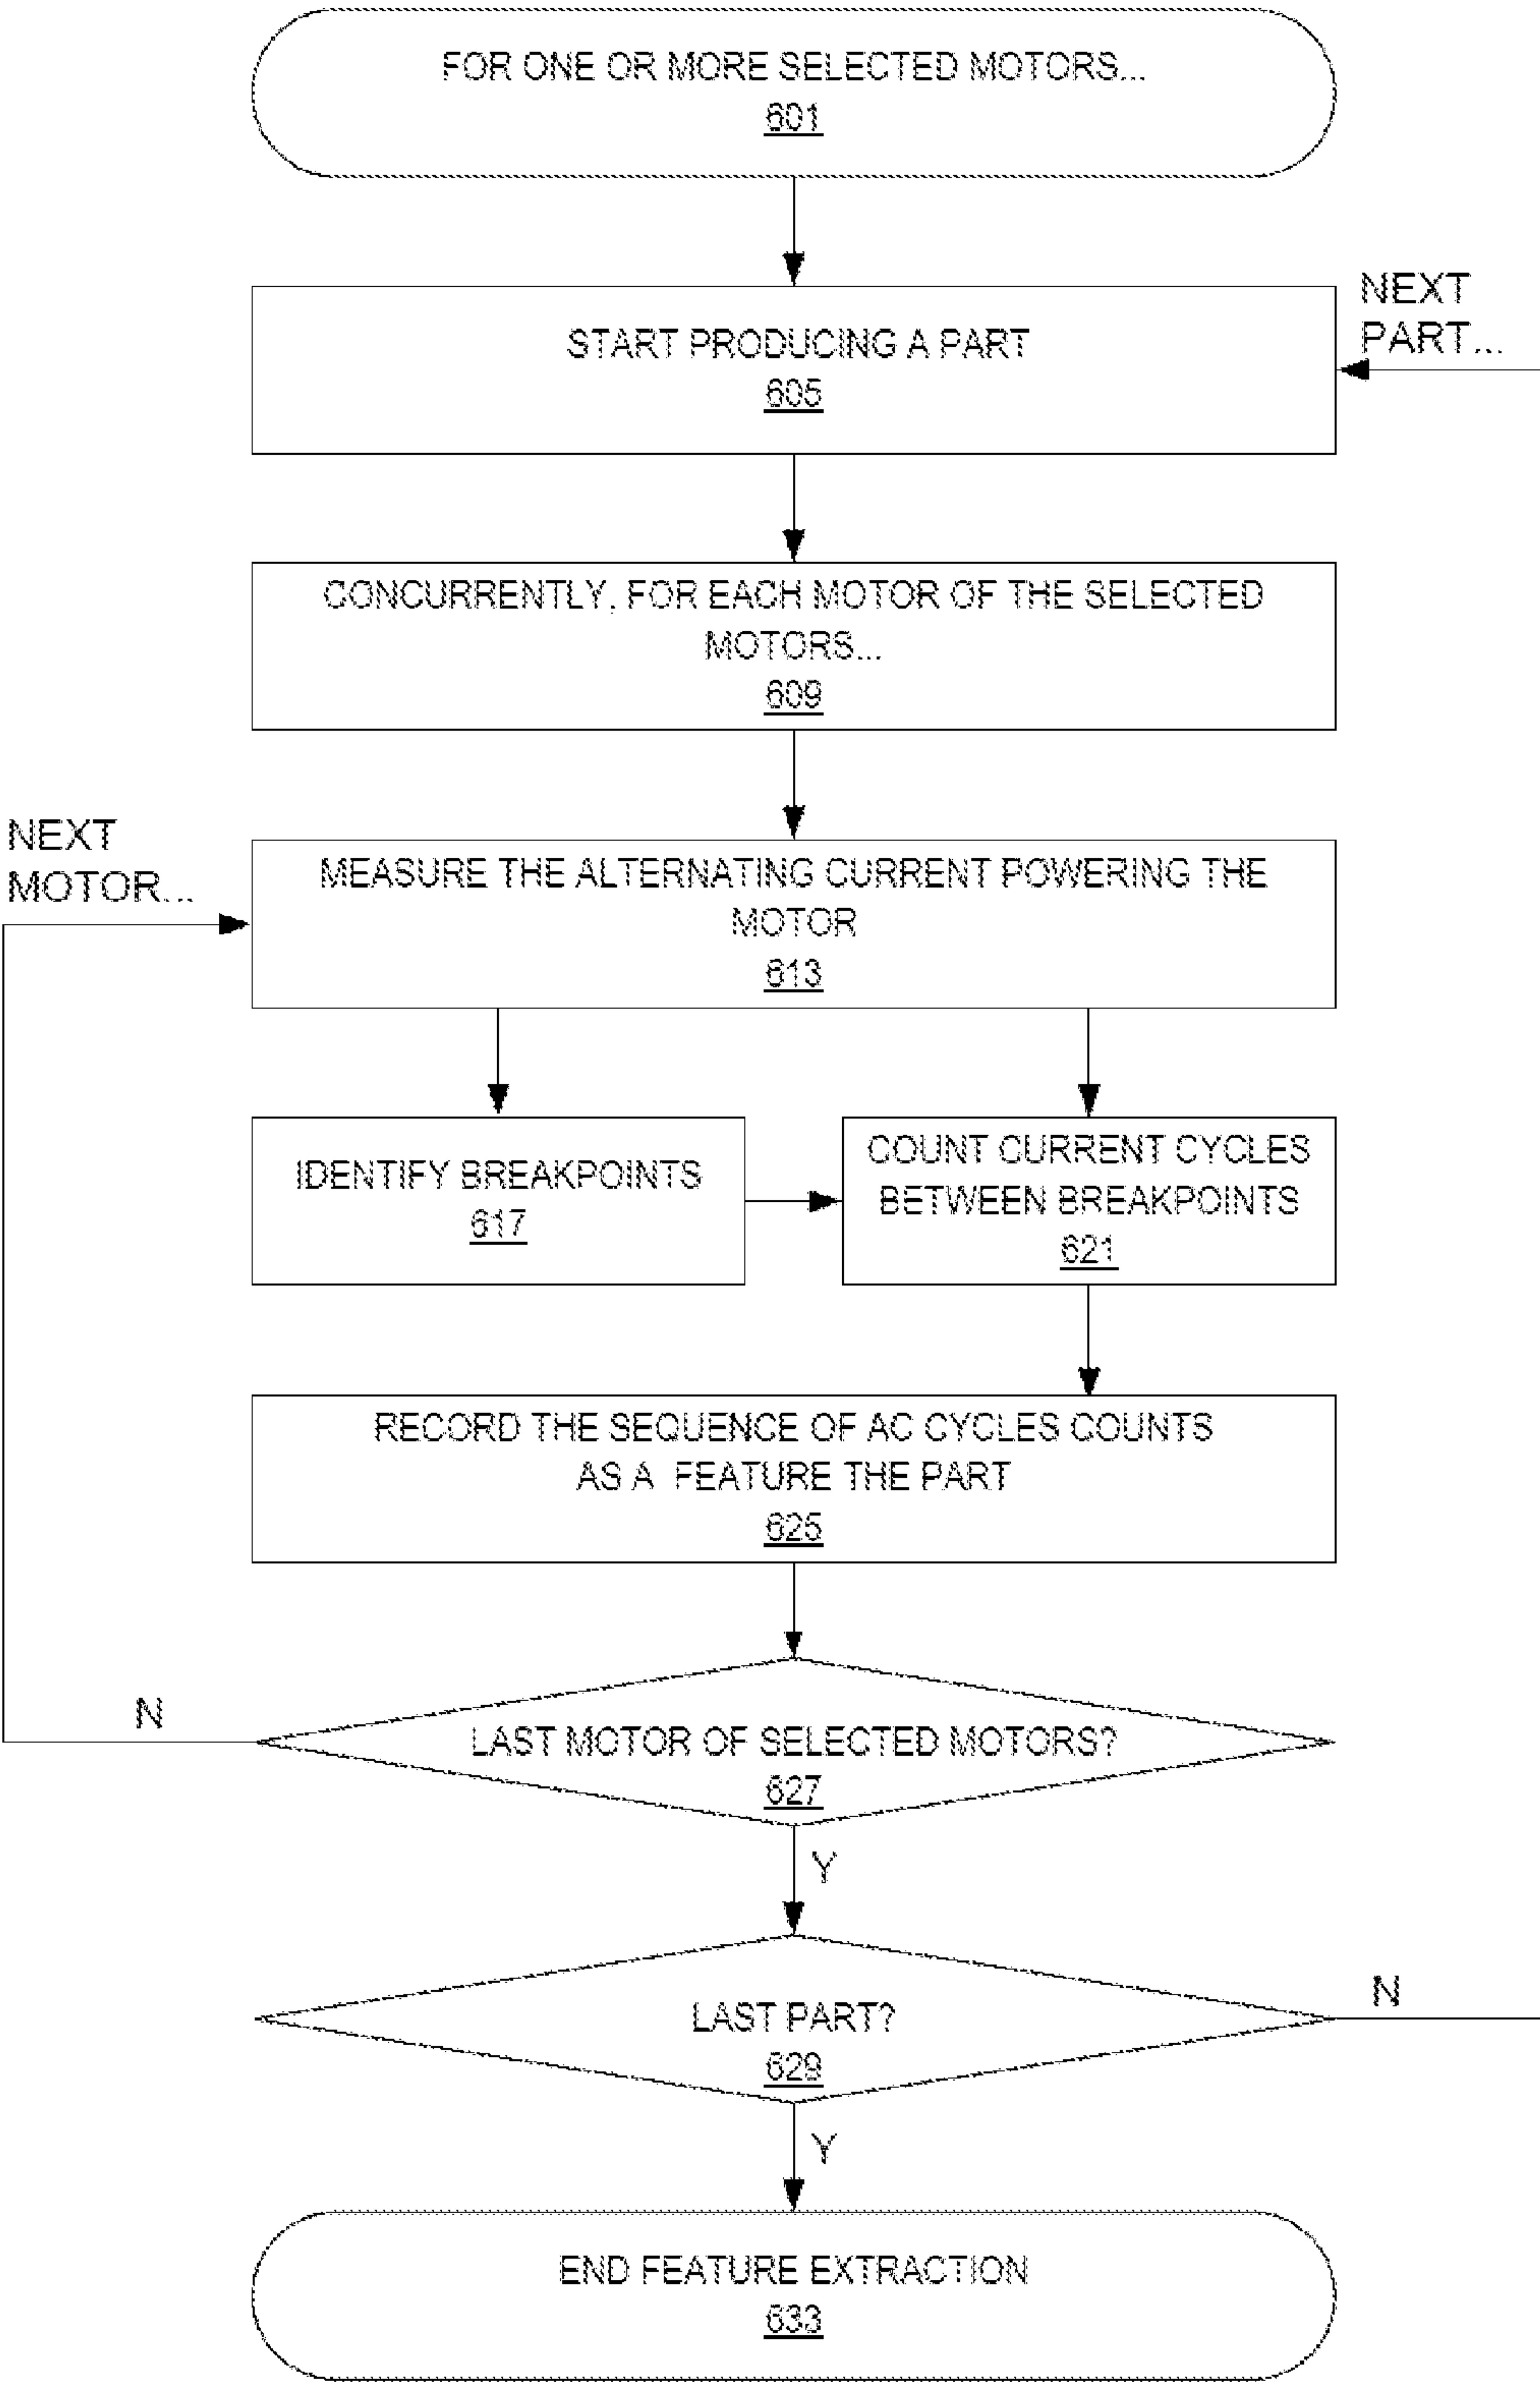 FOR ONE OR MORE SELECTED MOTORS...
601
START PRODUCING A PART
605
NEXT
PART...
CONCURRENTLY, FOR EACH MOTOR OF THE SELECTED
MOTORS...
609
NEXT
MOTOR...
MEASURE THE ALTERNATING CURRENT POWERING THE
MOTOR
613
IDENTIFY BREAKPOINTS
617
COUNT CURRENT CYCLES
BETWEEN BREAKPOINTS
621
RECORD THE SEQUENCE OF AC CYCLES COUNTS
AS A FEATURE THE PART
625
N
LAST MOTOR OF SELECTED MOTORS?
627
Y
LAST PART?
629
N
Y
END FEATURE EXTRACTION
633